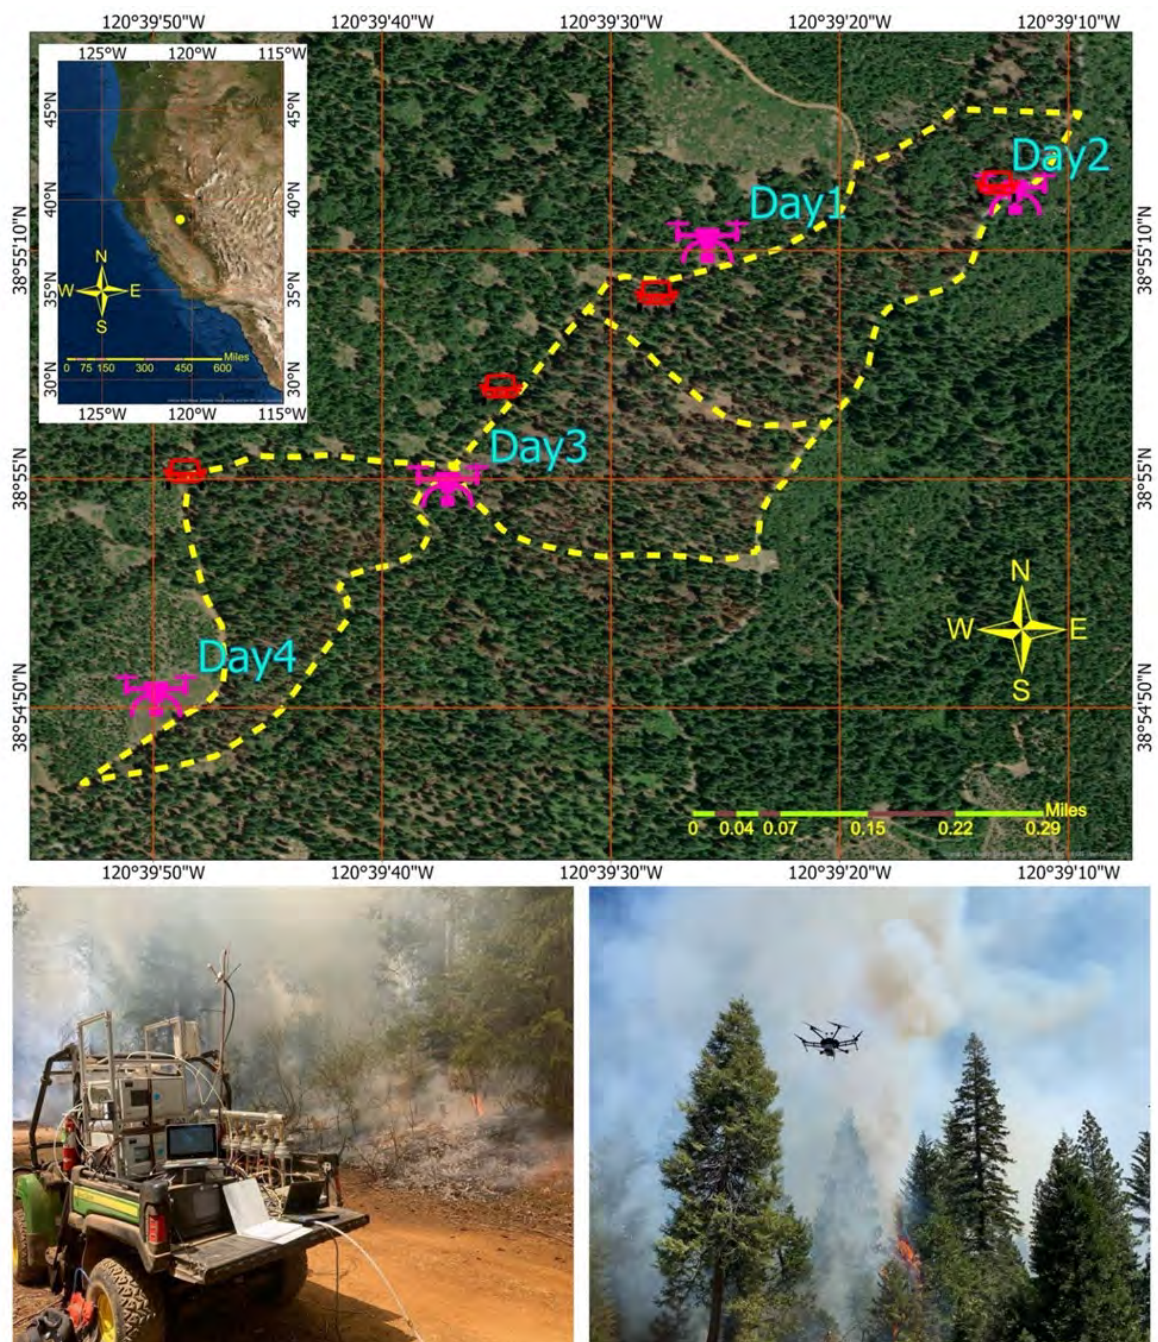 120°39'50"W 120°39'40"W 120°39'30"W 120°39'20"W 120°39'10"W
125°W 120°W 115°W
45°N 45°N
40°N 40°N
35°N 35°N
30°N 30°N
N
W E
S
Miles
0 75 150 300 450 600
125°W 120°W 115°W
Day2
Day1
38°55'10"N 38°55'10"N
Day3
38°55'N 38°55'N
N
W E
S
Day4
38°54'50"N 38°54'50"N
Miles
0 0.04 0.07 0.15 0.22 0.29
120°39'50"W 120°39'40"W 120°39'30"W 120°39'20"W 120°39'10"W